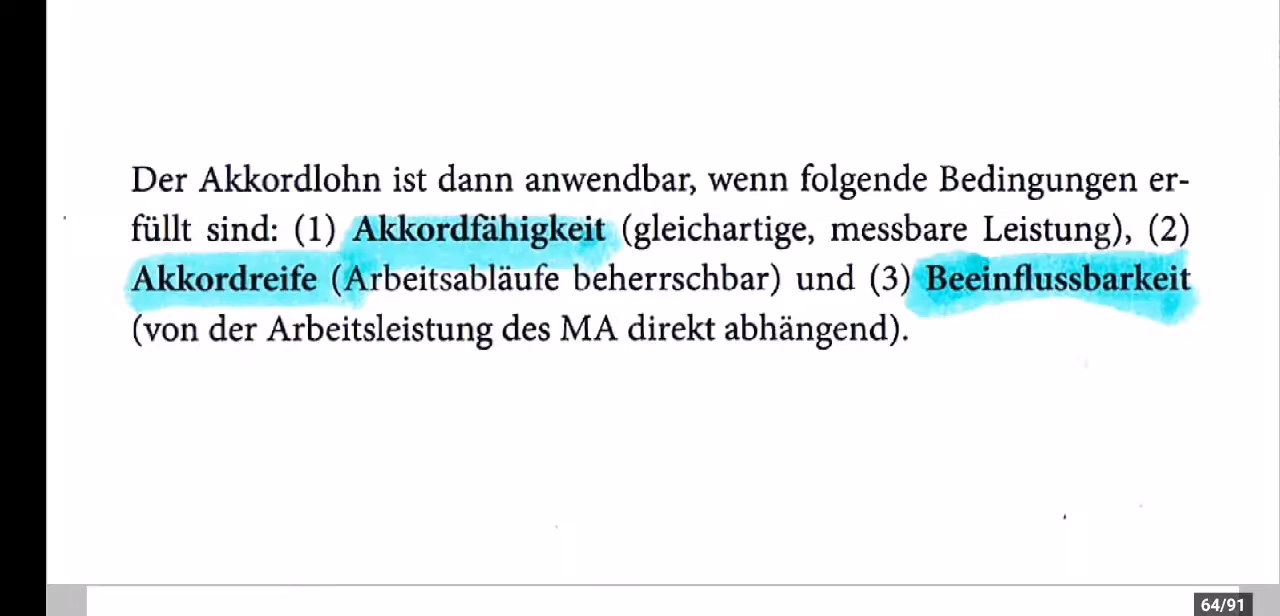 Der Akkordlohn ist dann anwendbar, wenn folgende Bedingungen er-
füllt sind: (1) Akkordfähigkeit (gleichartige, messbare Leistung), (2)
Akkordreife (Arbeitsabläufe beherrschbar) und (3) Beeinflussbarkeit
(von der Arbeitsleistung des MA direkt abhängend).
64/91